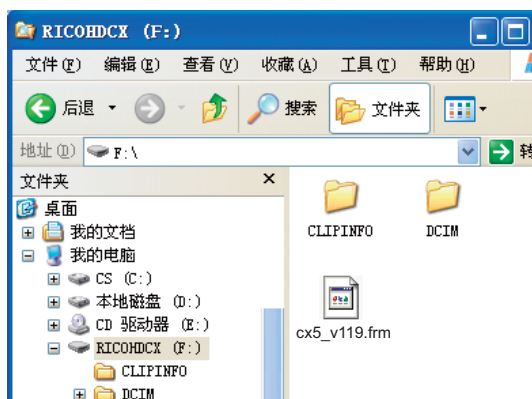 RICOHDCX (F:)
文件(F) 编辑(E) 查看(V) 收藏(A) 工具(T) 帮助(H)
后退 搜索 文件夹
地址(D) F:\ 转
文件夹 ×
桌面
我的文档
我的电脑
CS (C:)
本地磁盘 (D:)
CD 驱动器 (E:)
RICOHDCX (F:)
CLIPINFO
DCIM
CLIPINFO DCIM
cx5_v119.frm